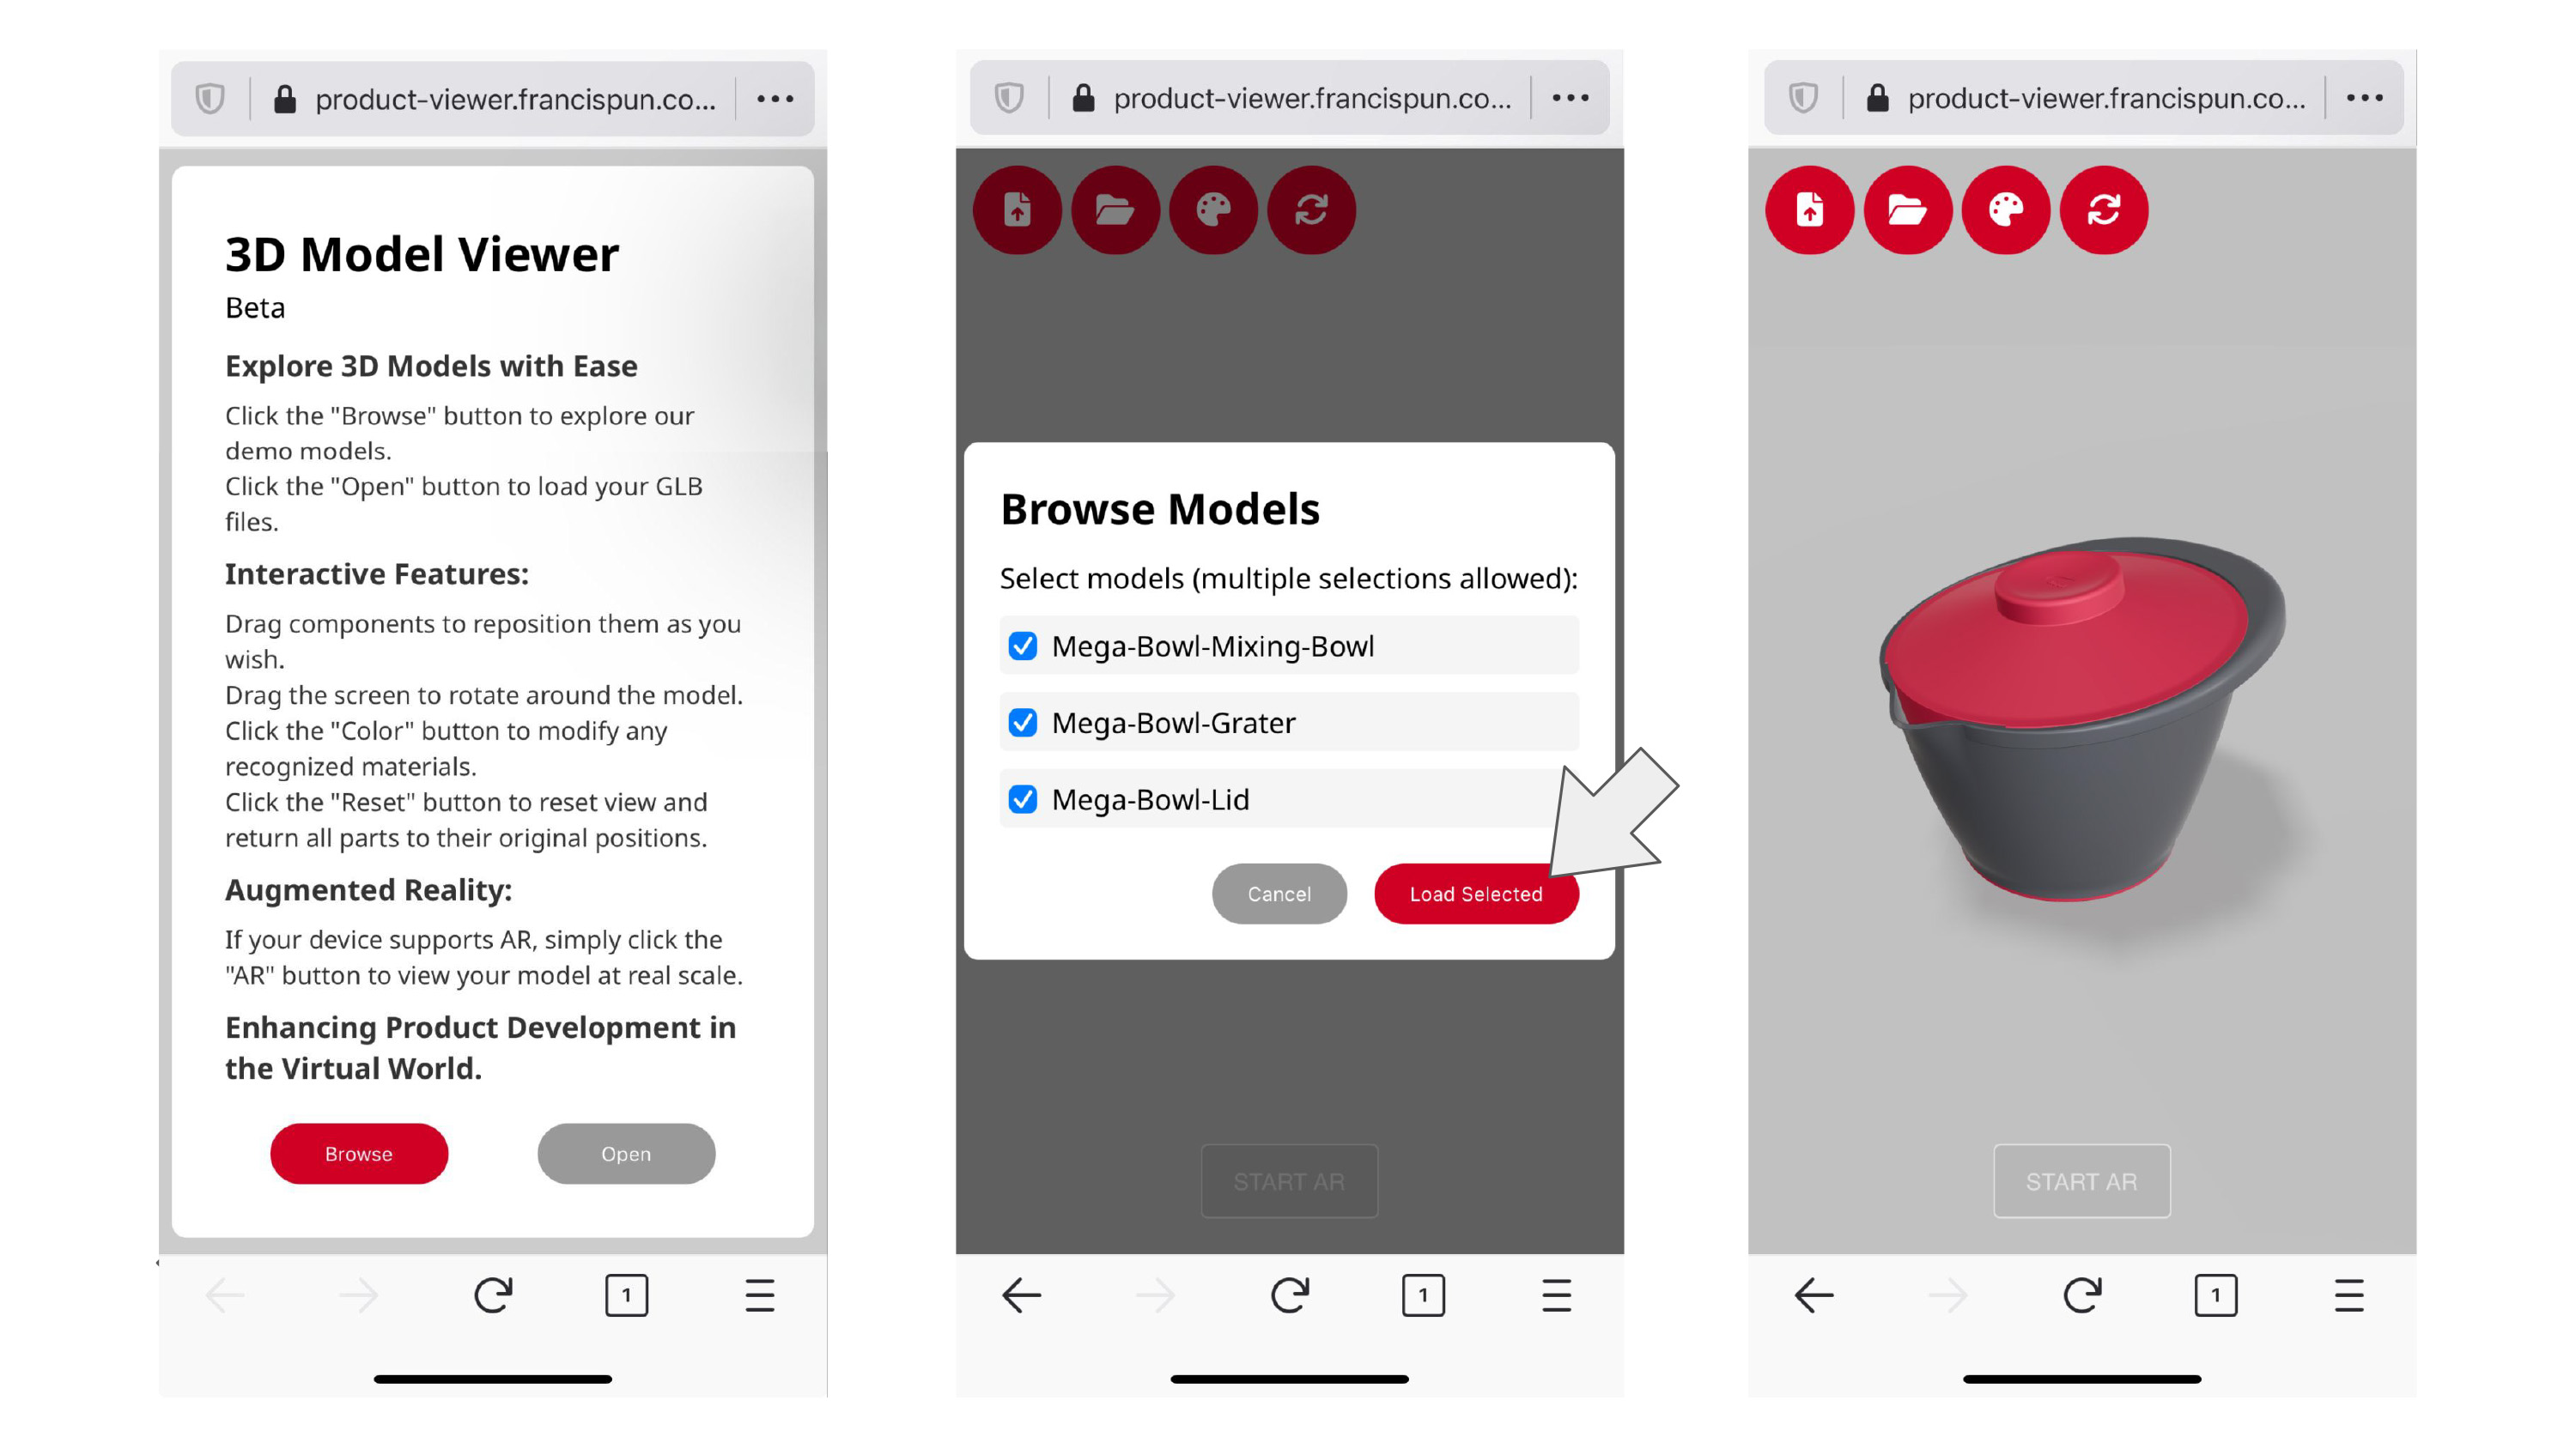 product-viewer.francispun.co...
3D Model Viewer
Beta
Explore 3D Models with Ease
Click the "Browse" button to explore our
demo models.
Click the "Open" button to load your GLB
files.
Interactive Features:
Drag components to reposition them as you
wish.
Drag the screen to rotate around the model.
Click the "Color" button to modify any
recognized materials.
Click the "Reset" button to reset view and
return all parts to their original positions.
Augmented Reality:
If your device supports AR, simply click the
"AR" button to view your model at real scale.
Enhancing Product Development in
the Virtual World.
Browse
Open
1
product-viewer.francispun.co...
Browse Models
Select models (multiple selections allowed):
Mega-Bowl-Mixing-Bowl
Mega-Bowl-Grater
Mega-Bowl-Lid
Cancel
Load Selected
START AR
1
product-viewer.francispun.co...
START AR
1